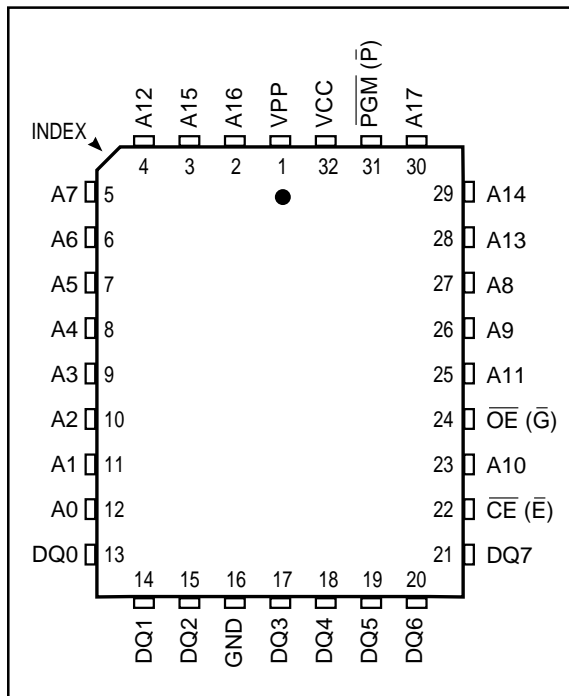 A12 A15 A16 VPP VCC P̅G̅M̅ (P̅) A17
INDEX
4 3 2 1 32 31 30
A7 5 29 A14
A6 6 28 A13
A5 7 27 A8
A4 8 26 A9
A3 9 25 A11
A2 10 24 O̅E̅ (G̅)
A1 11 23 A10
A0 12 22 C̅E̅ (E̅)
DQ0 13 21 DQ7
14 15 16 17 18 19 20
DQ1 DQ2 GND DQ3 DQ4 DQ5 DQ6